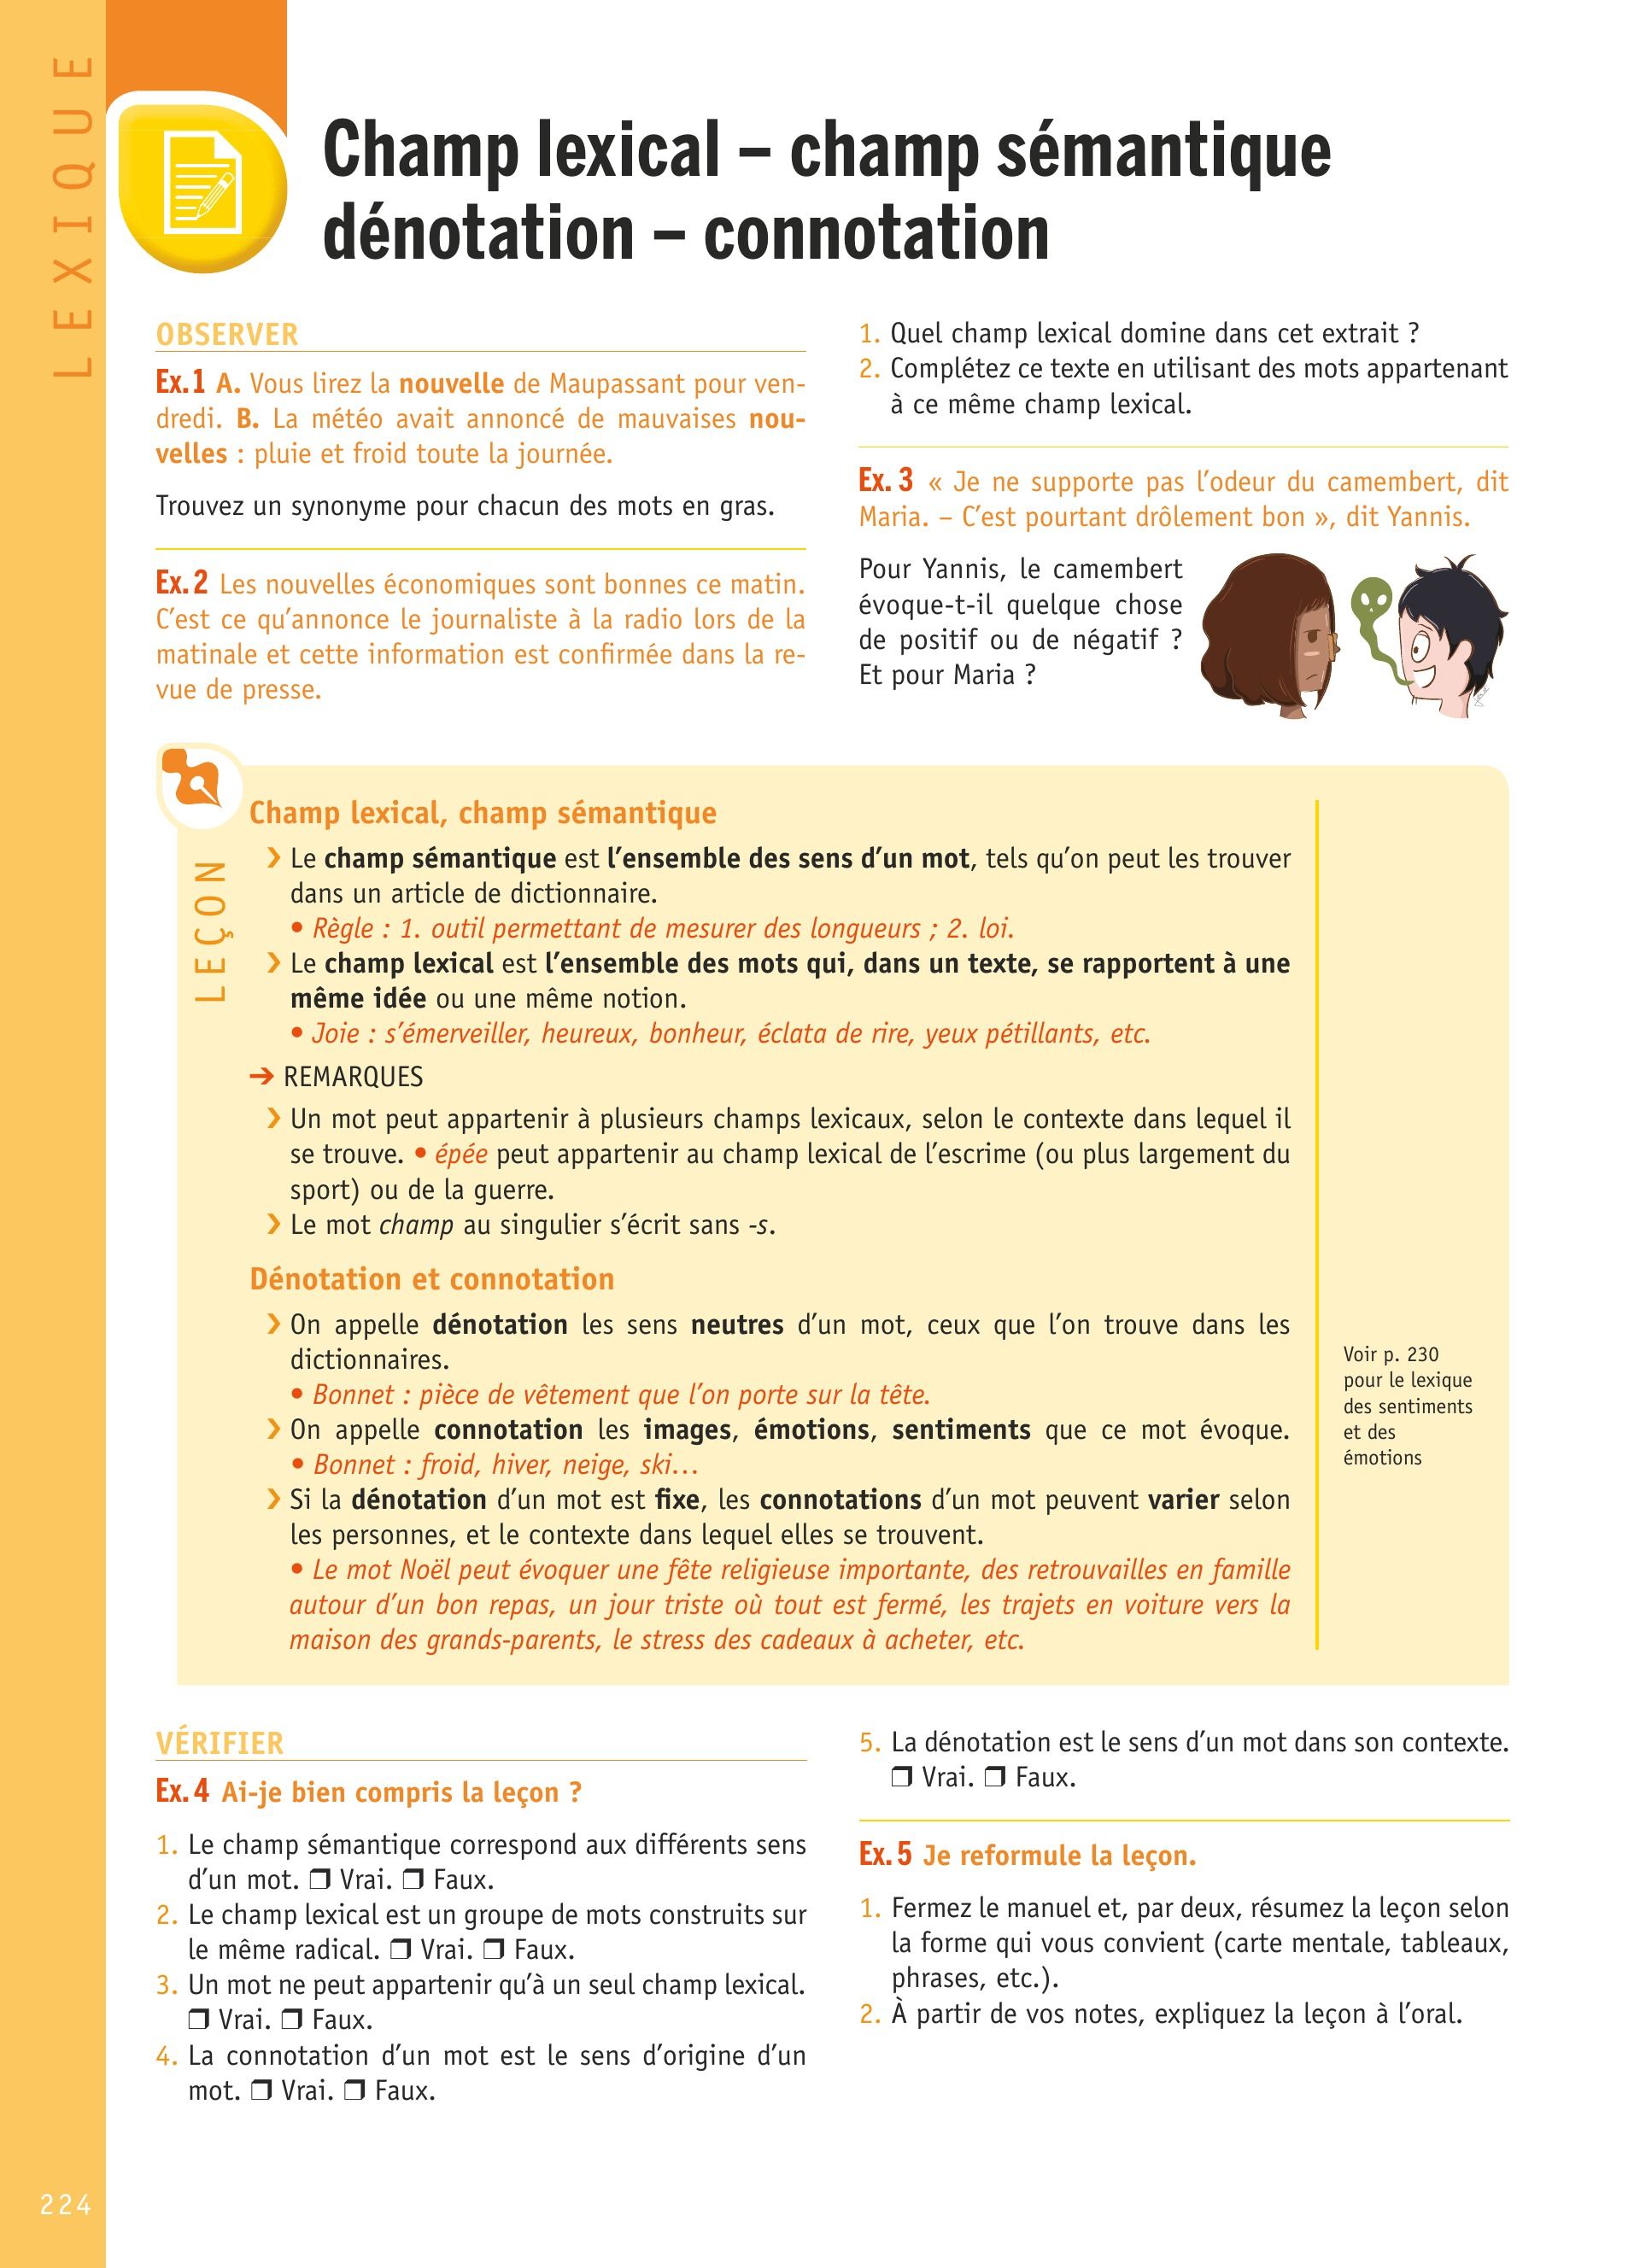 LEXIQUE
Champ lexical – champ sémantique
dénotation – connotation
OBSERVER
Ex.1 A. Vous lirez la nouvelle de Maupassant pour ven-
dredi. B. La météo avait annoncé de mauvaises nou-
velles : pluie et froid toute la journée.
Trouvez un synonyme pour chacun des mots en gras.
Ex.2 Les nouvelles économiques sont bonnes ce matin.
C’est ce qu’annonce le journaliste à la radio lors de la
matinale et cette information est confirmée dans la re-
vue de presse.
1. Quel champ lexical domine dans cet extrait ?
2. Complétez ce texte en utilisant des mots appartenant
à ce même champ lexical.
Ex. 3 « Je ne supporte pas l’odeur du camembert, dit
Maria. – C’est pourtant drôlement bon », dit Yannis.
Pour Yannis, le camembert
évoque-t-il quelque chose
de positif ou de négatif ?
Et pour Maria ?
LEÇON
Champ lexical, champ sémantique
❯ Le champ sémantique est l’ensemble des sens d’un mot, tels qu’on peut les trouver
dans un article de dictionnaire.
• Règle : 1. outil permettant de mesurer des longueurs ; 2. loi.
❯ Le champ lexical est l’ensemble des mots qui, dans un texte, se rapportent à une
même idée ou une même notion.
• Joie : s’émerveiller, heureux, bonheur, éclata de rire, yeux pétillants, etc.
➔ REMARQUES
❯ Un mot peut appartenir à plusieurs champs lexicaux, selon le contexte dans lequel il
se trouve. • épée peut appartenir au champ lexical de l’escrime (ou plus largement du
sport) ou de la guerre.
❯ Le mot champ au singulier s’écrit sans -s.
Dénotation et connotation
❯ On appelle dénotation les sens neutres d’un mot, ceux que l’on trouve dans les
dictionnaires.
• Bonnet : pièce de vêtement que l’on porte sur la tête.
❯ On appelle connotation les images, émotions, sentiments que ce mot évoque.
• Bonnet : froid, hiver, neige, ski…
❯ Si la dénotation d’un mot est fixe, les connotations d’un mot peuvent varier selon
les personnes, et le contexte dans lequel elles se trouvent.
• Le mot Noël peut évoquer une fête religieuse importante, des retrouvailles en famille
autour d’un bon repas, un jour triste où tout est fermé, les trajets en voiture vers la
maison des grands-parents, le stress des cadeaux à acheter, etc.
Voir p. 230
pour le lexique
des sentiments
et des
émotions
VÉRIFIER
Ex. 4 Ai-je bien compris la leçon ?
1. Le champ sémantique correspond aux différents sens
d’un mot. ❒ Vrai. ❒ Faux.
2. Le champ lexical est un groupe de mots construits sur
le même radical. ❒ Vrai. ❒ Faux.
3. Un mot ne peut appartenir qu’à un seul champ lexical.
❒ Vrai. ❒ Faux.
4. La connotation d’un mot est le sens d’origine d’un
mot. ❒ Vrai. ❒ Faux.
5. La dénotation est le sens d’un mot dans son contexte.
❒ Vrai. ❒ Faux.
Ex. 5 Je reformule la leçon.
1. Fermez le manuel et, par deux, résumez la leçon selon
la forme qui vous convient (carte mentale, tableaux,
phrases, etc.).
2. À partir de vos notes, expliquez la leçon à l’oral.
224